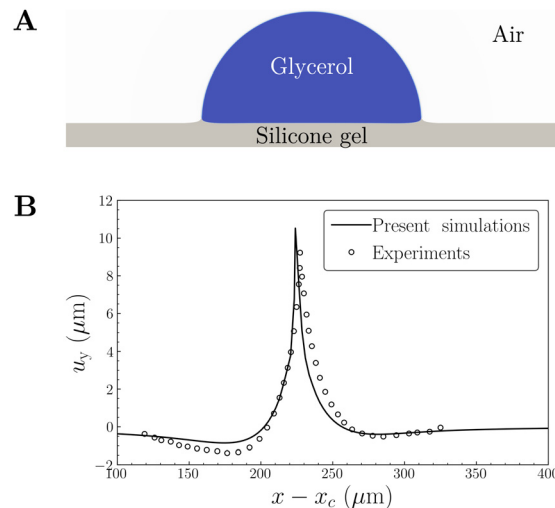 A
Air
Glycerol
Silicone gel
B
12
10
8
6
4
2
0
−2
100
150
200
250
300
350
400
u_y (μm)
x − x_c (μm)
Present simulations
Experiments